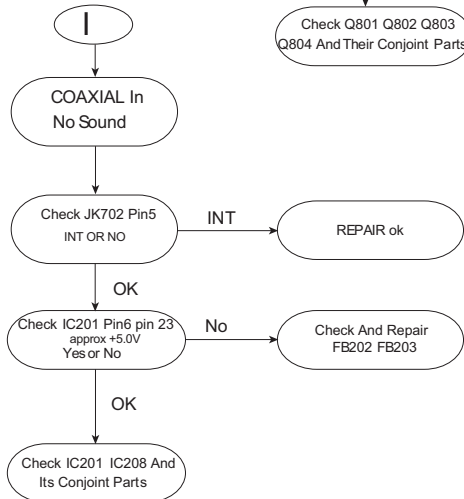 I
Check Q801 Q802 Q803
Q804 And Their Conjoint Parts
COAXIAL In
No Sound
Check JK702 Pin5
INT OR NO
INT
REPAIR ok
OK
Check IC201 Pin6 pin 23
approx +5.0V
Yes or No
No
Check And Repair
FB202 FB203
OK
Check IC201 IC208 And
Its Conjoint Parts